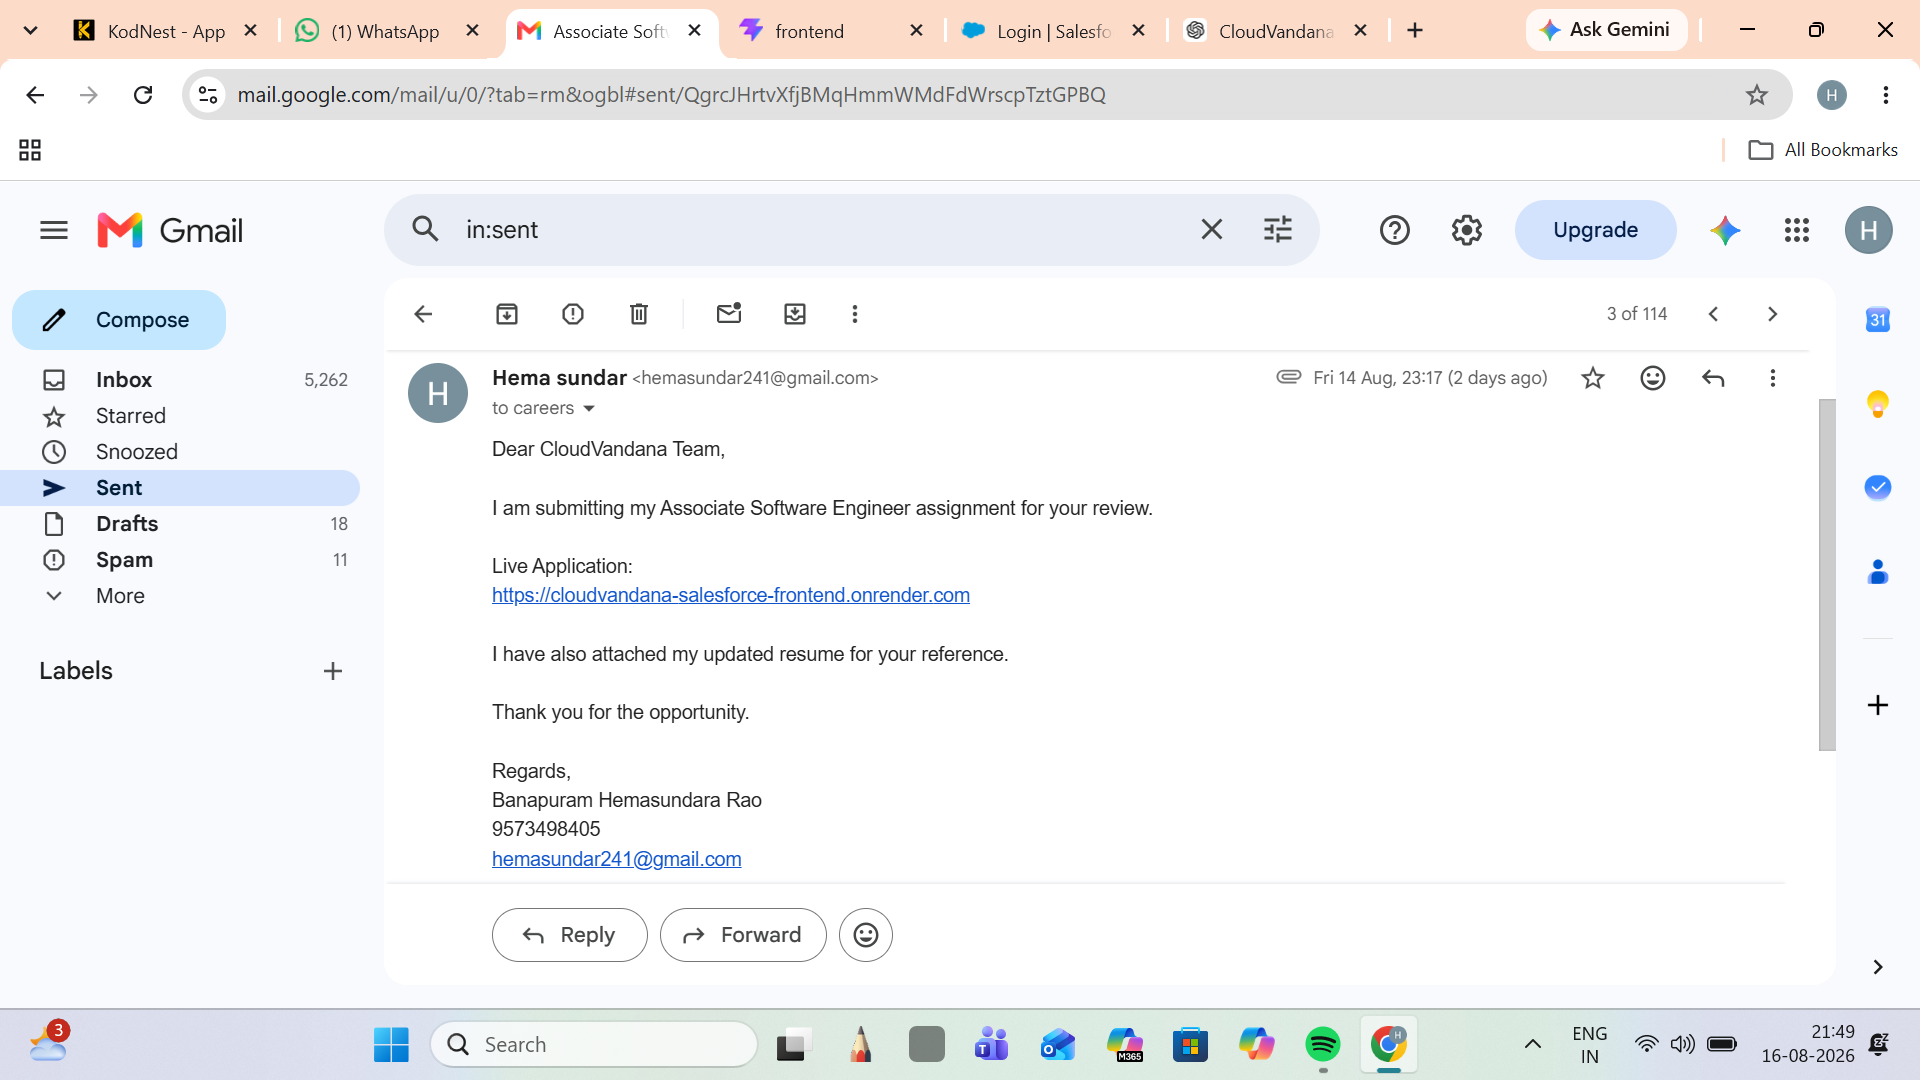 KodNest - App
(1) WhatsApp
Associate Softw
frontend
Login | Salesfo
CloudVandana
Ask Gemini
mail.google.com/mail/u/0/?tab=rm&ogbl#sent/QgrcJHrtvXfjBMqHmmWMdFdWrscpTztGPBQ
H
All Bookmarks
Gmail
in:sent
Upgrade
H
Compose
3 of 114
31
Inbox 5,262
Starred
Snoozed
Sent
Drafts 18
Spam 11
More
Labels
H
Hema sundar <hemasundar241@gmail.com>
Fri 14 Aug, 23:17 (2 days ago)
to careers
Dear CloudVandana Team,
I am submitting my Associate Software Engineer assignment for your review.
Live Application:
https://cloudvandana-salesforce-frontend.onrender.com
I have also attached my updated resume for your reference.
Thank you for the opportunity.
Regards,
Banapuram Hemasundara Rao
9573498405
hemasundar241@gmail.com
Reply
Forward
3
Search
T
O
M365
H
ENG
IN
21:49
16-08-2026